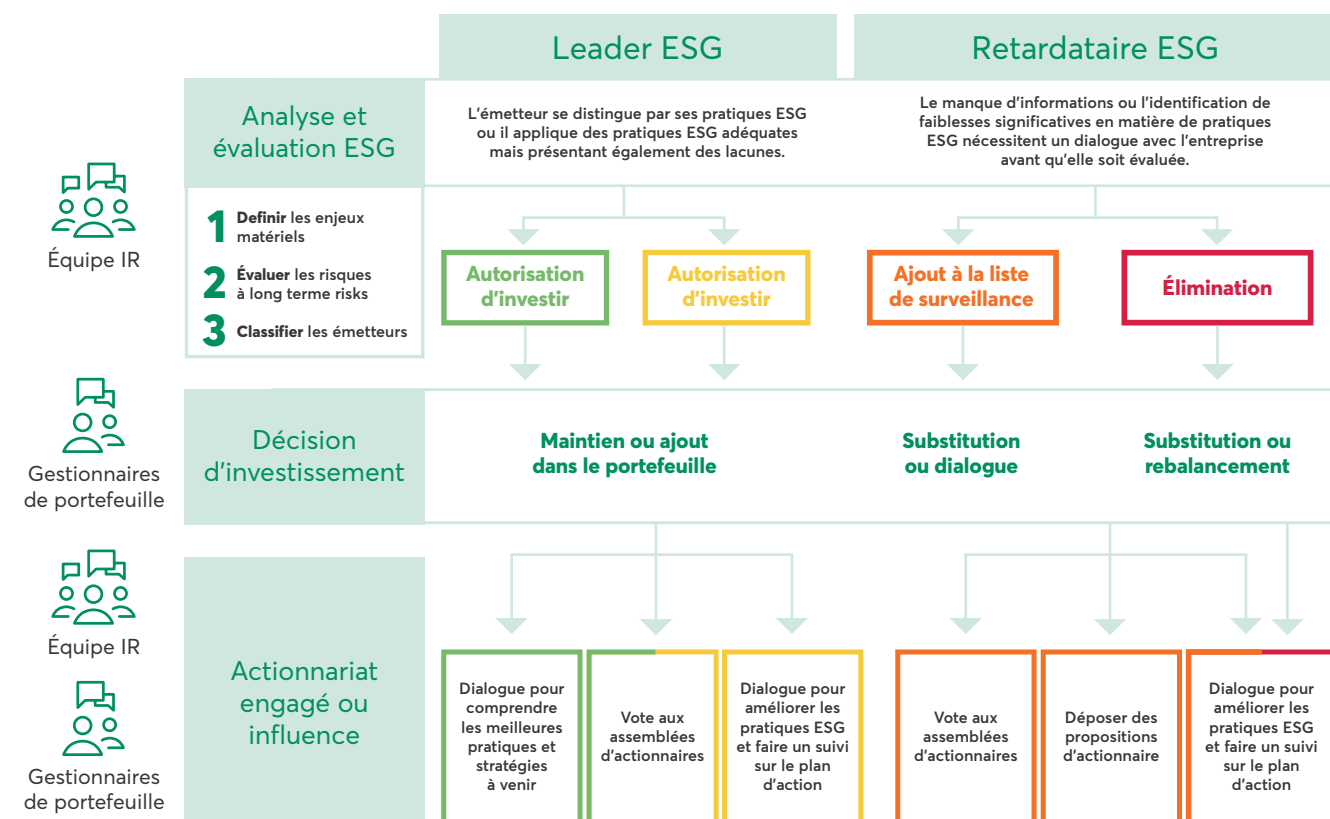 Leader ESG
Retardataire ESG
Équipe IR
Analyse et
évaluation ESG
L'émetteur se distingue par ses pratiques ESG
ou il applique des pratiques ESG adéquates
mais présentant également des lacunes.
Le manque d'informations ou l'identification de
faiblesses significatives en matière de pratiques
ESG nécessitent un dialogue avec l'entreprise
avant qu'elle soit évaluée.
1 Definir les enjeux
matériels
2 Évaluer les risques
à long terme risks
3 Classifier les émetteurs
Autorisation
d'investir
Autorisation
d'investir
Ajout à la liste
de surveillance
Élimination
Gestionnaires
de portefeuille
Décision
d'investissement
Maintien ou ajout
dans le portefeuille
Substitution
ou dialogue
Substitution ou
rebalancement
Équipe IR
Gestionnaires
de portefeuille
Actionnariat
engagé ou
influence
Dialogue pour
comprendre
les meilleures
pratiques et
stratégies
à venir
Vote aux
assemblées
d'actionnaires
Dialogue pour
améliorer les
pratiques ESG
et faire un suivi
sur le plan
d'action
Vote aux
assemblées
d'actionnaires
Déposer des
propositions
d'actionnaire
Dialogue pour
améliorer les
pratiques ESG
et faire un suivi
sur le plan
d'action